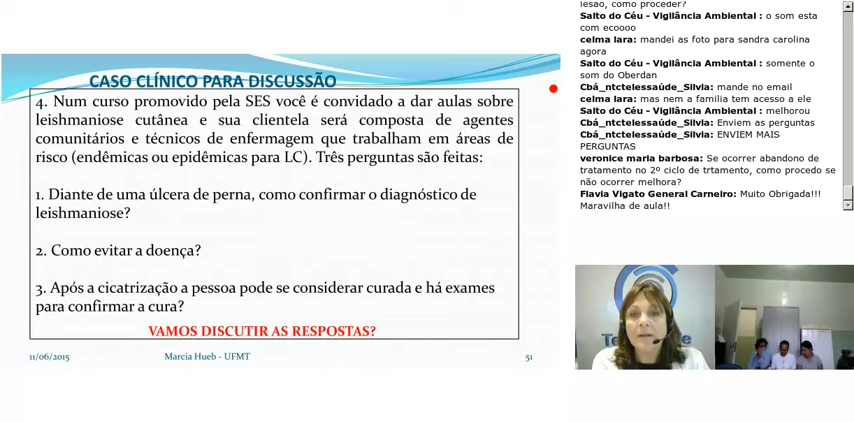 CASO CLÍNICO PARA DISCUSSÃO
4. Num curso promovido pela SES você é convidado a dar aulas sobre
leishmaniose cutânea e sua clientela será composta de agentes
comunitários e técnicos de enfermagem que trabalham em áreas de
risco (endêmicas ou epidêmicas para LC). Três perguntas são feitas:
1. Diante de uma úlcera de perna, como confirmar o diagnóstico de
leishmaniose?
2. Como evitar a doença?
3. Após a cicatrização a pessoa pode se considerar curada e há exames
para confirmar a cura?
VAMOS DISCUTIR AS RESPOSTAS?
11/06/2015
Marcia Hueb - UFMT
51
lesao, como proceder?
Salto do Céu - Vigilância Ambiental : o som esta
com ecoooo
celma lara: mandei as foto para sandra carolina
agora
Salto do Céu - Vigilância Ambiental : somente o
som do Oberdan
Cbá_ntctelessaúde_Silvia: mande no email
celma lara: mas nem a familia tem acesso a ele
Salto do Céu - Vigilância Ambiental : melhorou
Cbá_ntctelessaúde_Silvia: Enviem as perguntas
Cbá_ntctelessaúde_Silvia: ENVIEM MAIS
PERGUNTAS
veronice maria barbosa: Se ocorrer abandono de
tratamento no 2º ciclo de trtamento, como procedo se
não ocorrer melhora?
Flavia Vigato General Carneiro: Muito Obrigada!!!
Maravilha de aula!!